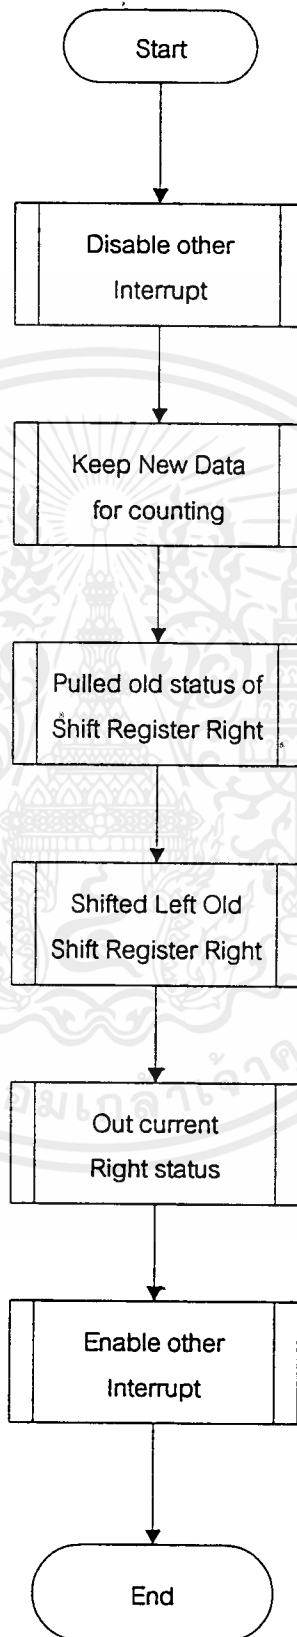 Start
Disable other
Interrupt
Keep New Data
for counting
Pulled old status of
Shift Register Right
Shifted Left Old
Shift Register Right
Out current
Right status
Enable other
Interrupt
End